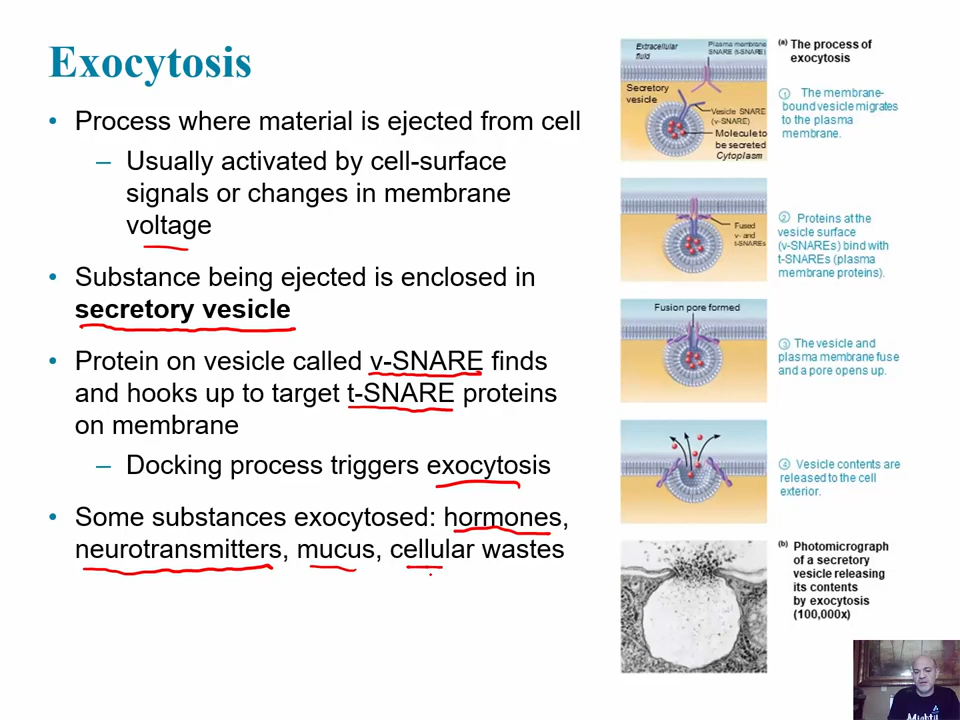 Exocytosis
• Process where material is ejected from cell
– Usually activated by cell-surface
signals or changes in membrane
voltage
• Substance being ejected is enclosed in
secretory vesicle
• Protein on vesicle called v-SNARE finds
and hooks up to target t-SNARE proteins
on membrane
– Docking process triggers exocytosis
• Some substances exocytosed: hormones,
neurotransmitters, mucus, cellular wastes
Extracellular
fluid
Plasma membrane
SNARE (t-SNARE)
Secretory
vesicle
Vesicle SNARE
(v-SNARE)
Molecule to
be secreted
Cytoplasm
(a) The process of
exocytosis
1 The membrane-
bound vesicle migrates
to the plasma
membrane.
Fused
v- and
t-SNAREs
2 Proteins at the
vesicle surface
(v-SNAREs) bind with
t-SNAREs (plasma
membrane proteins).
Fusion pore formed
3 The vesicle and
plasma membrane fuse
and a pore opens up.
4 Vesicle contents are
released to the cell
exterior.
(b) Photomicrograph
of a secretory
vesicle releasing
its contents
by exocytosis
(100,000x)